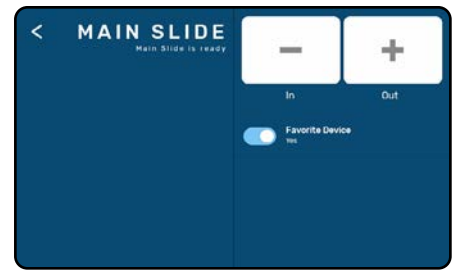 MAIN SLIDE
Main Slide is ready
In
Out
Favorite Device
Yes